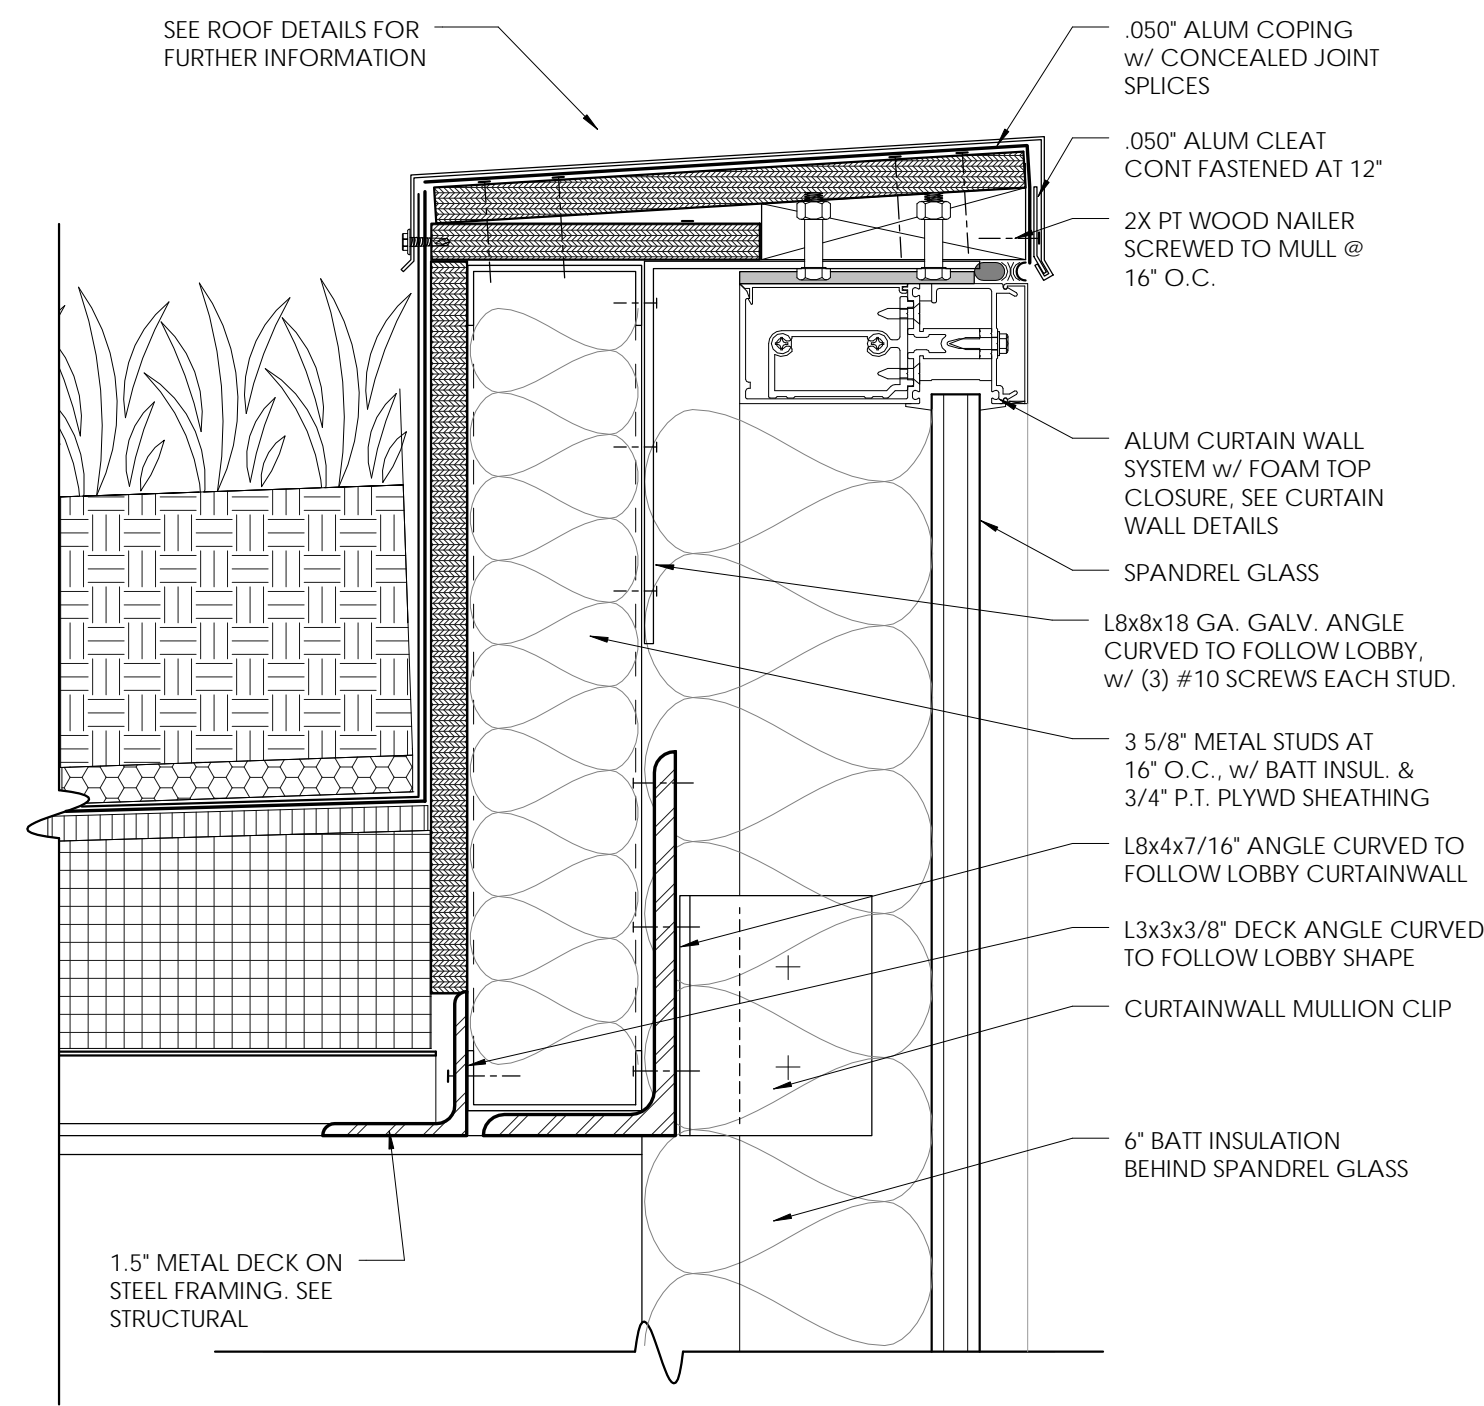 SEE ROOF DETAILS FOR
FURTHER INFORMATION
.050" ALUM COPING
w/ CONCEALED JOINT
SPLICES
.050" ALUM CLEAT
CONT FASTENED AT 12"
2X PT WOOD NAILER
SCREWED TO MULL @
16" O.C.
ALUM CURTAIN WALL
SYSTEM w/ FOAM TOP
CLOSURE, SEE CURTAIN
WALL DETAILS
SPANDREL GLASS
L8x8x18 GA. GALV. ANGLE
CURVED TO FOLLOW LOBBY,
w/ (3) #10 SCREWS EACH STUD.
3 5/8" METAL STUDS AT
16" O.C., w/ BATT INSUL. &
3/4" P.T. PLYWD SHEATHING
L8x4x7/16" ANGLE CURVED TO
FOLLOW LOBBY CURTAINWALL
L3x3x3/8" DECK ANGLE CURVED
TO FOLLOW LOBBY SHAPE
CURTAINWALL MULLION CLIP
6" BATT INSULATION
BEHIND SPANDREL GLASS
1.5" METAL DECK ON
STEEL FRAMING. SEE
STRUCTURAL